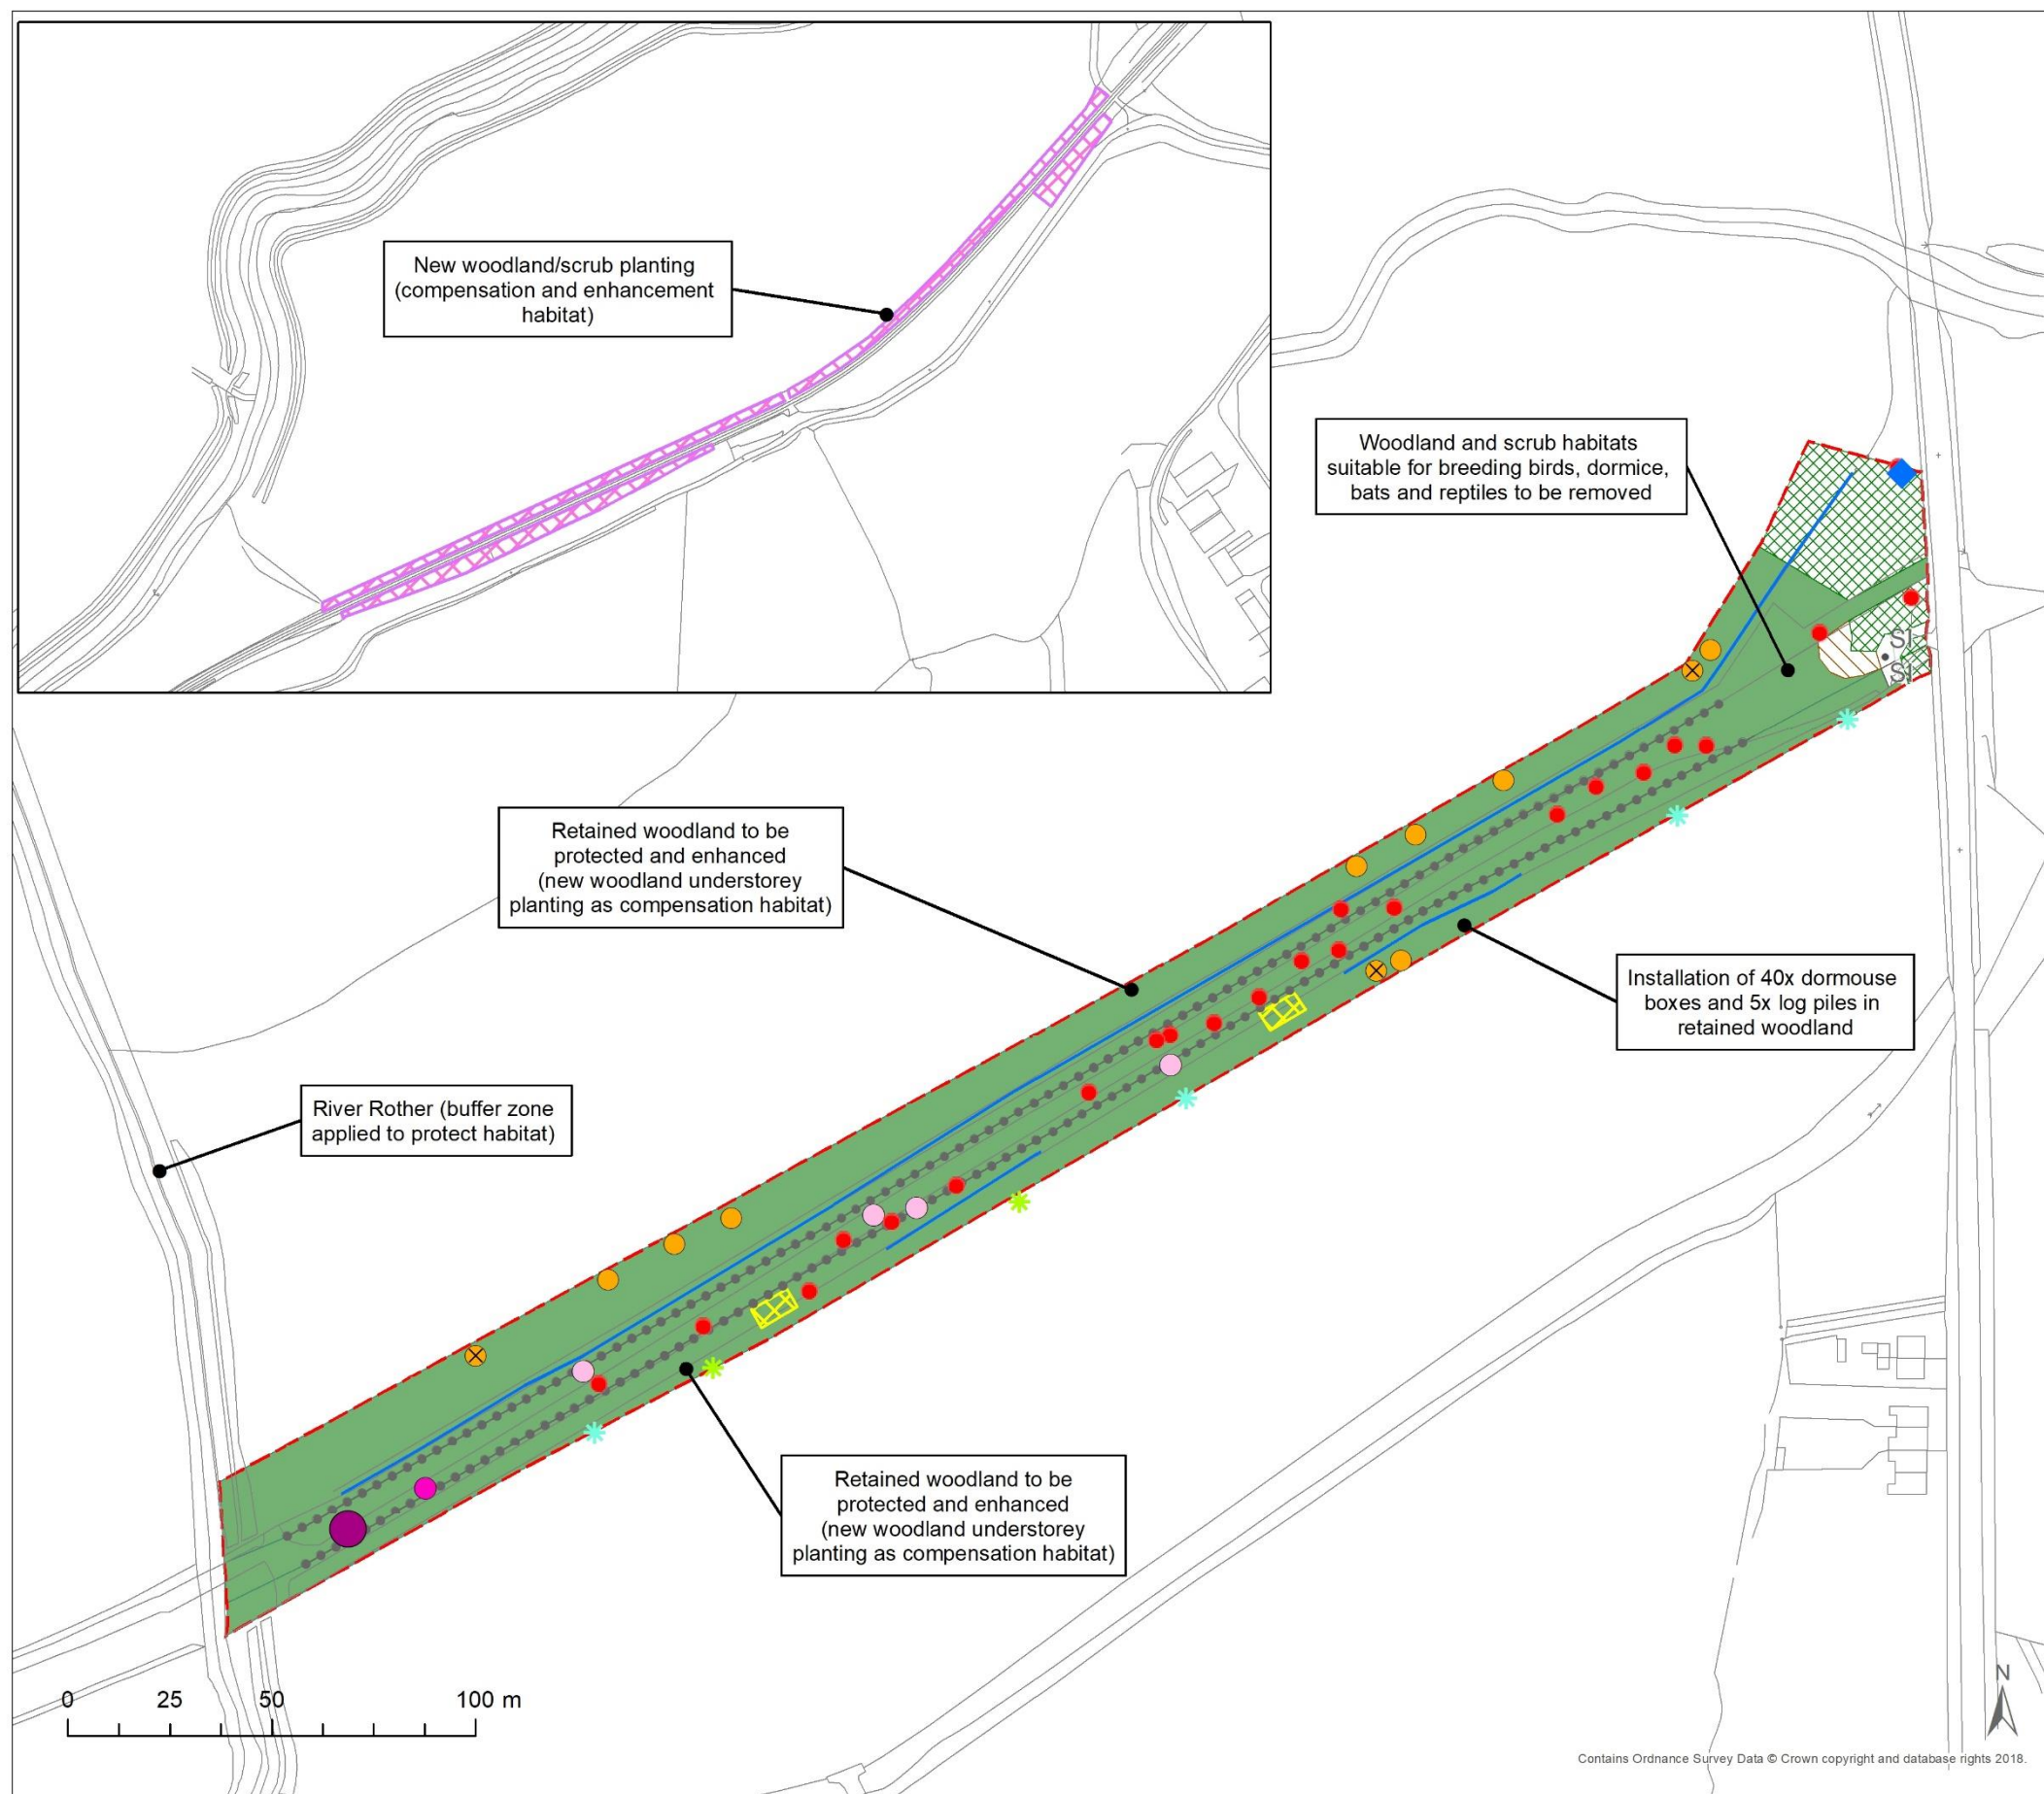 New woodland/scrub planting
(compensation and enhancement
habitat)
Woodland and scrub habitats
suitable for breeding birds, dormice,
bats and reptiles to be removed
SI
SI
Retained woodland to be
protected and enhanced
(new woodland understorey
planting as compensation habitat)
Installation of 40x dormouse
boxes and 5x log piles in
retained woodland
River Rother (buffer zone
applied to protect habitat)
Retained woodland to be
protected and enhanced
(new woodland understorey
planting as compensation habitat)
0 25 50 100 m
N
Contains Ordnance Survey Data © Crown copyright and database rights 2018.